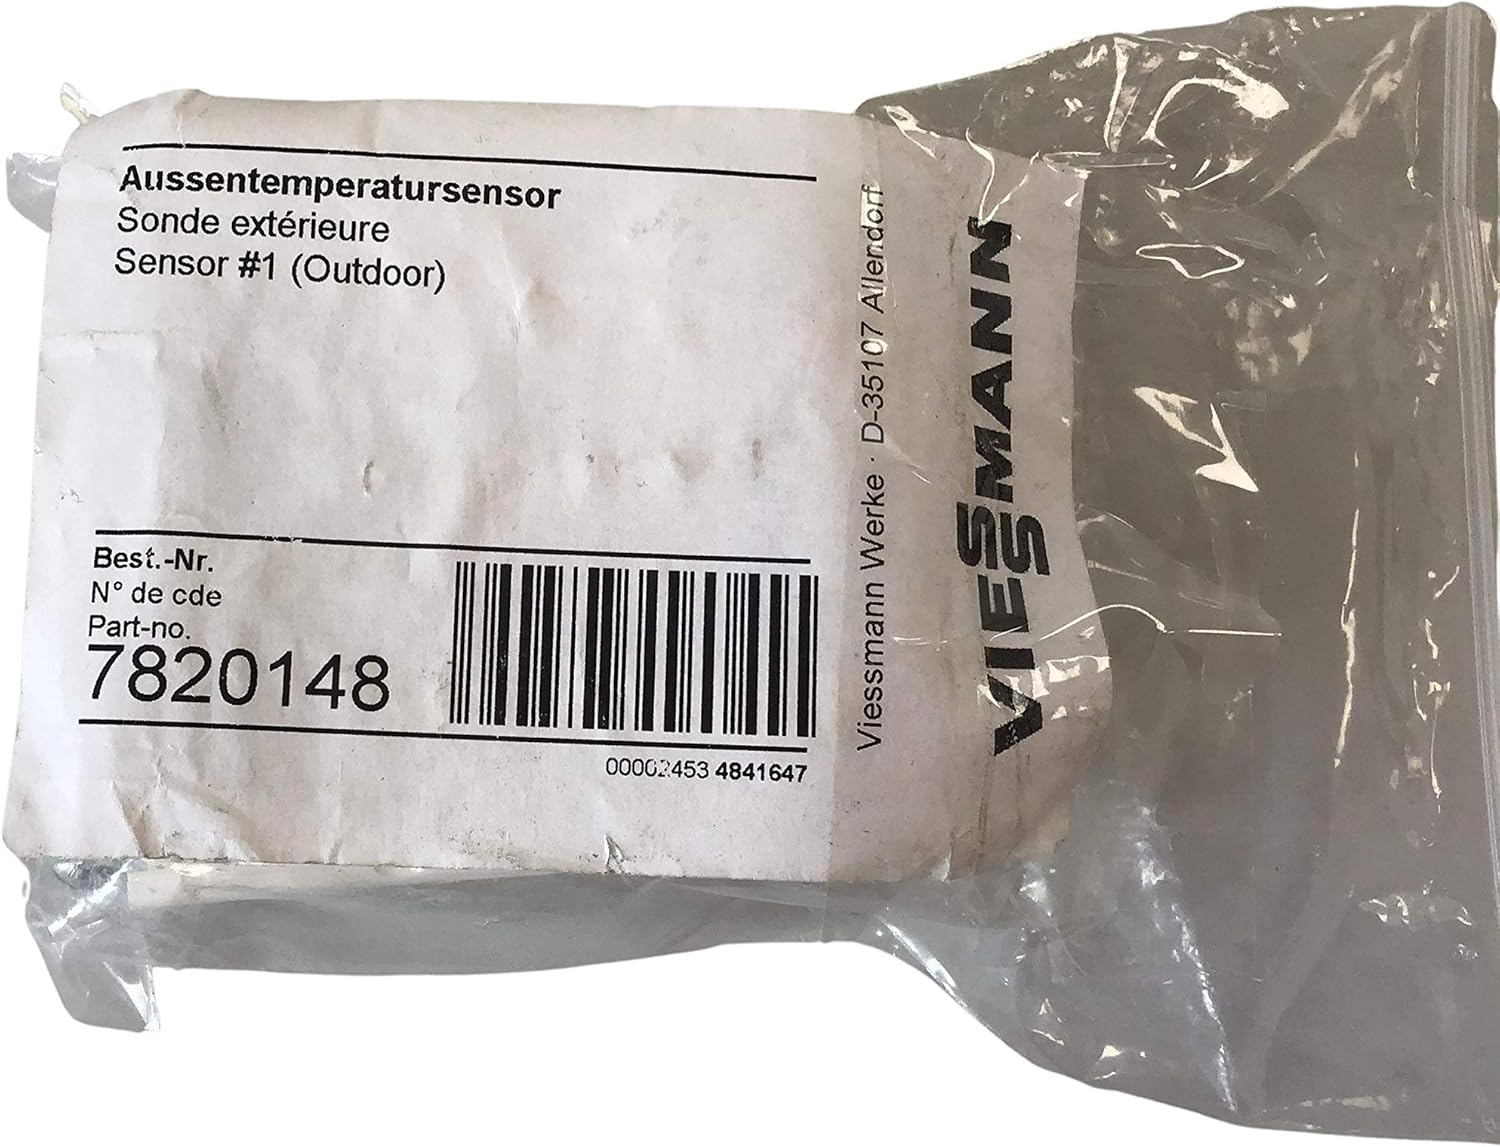 Aussentemperatursensor
Sonde extérieure
Sensor #1 (Outdoor)
Best.-Nr.
N° de cde
Part-no.
7820148
00002453 4841647
Viessmann Werke · D-35107 Allendorf
VIESSMANN